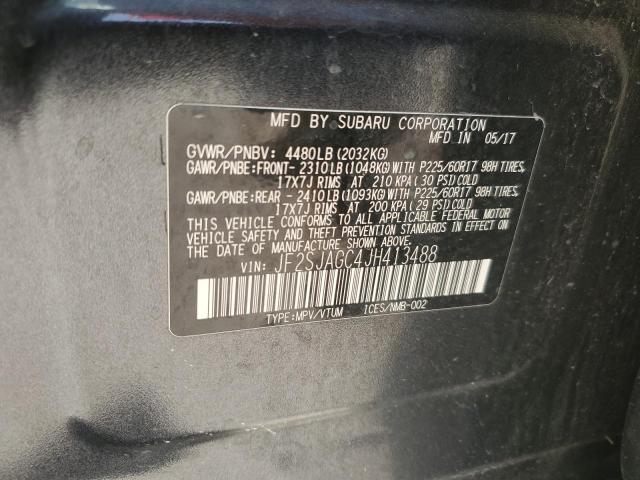 MFD BY SUBARU CORPORATION
MFD IN 05/17
GVWR/PNBV: 4480LB(2032KG)
GAWR/PNBE:FRONT- 2310LB(1048KG)WITH P225/60R17 98H TIRES,
17X7J RIMS AT 210 KPA( 30 PSI)COLD
GAWR/PNBE:REAR - 2410LB(1093KG)WITH P225/60R17 98H TIRES,
17X7J RIMS AT 200 KPA( 29 PSI)COLD
THIS VEHICLE CONFORMS TO ALL APPLICABLE FEDERAL MOTOR
VEHICLE SAFETY AND THEFT PREVENTION STANDARDS IN EFFECT ON
THE DATE OF MANUFACTURE SHOWN ABOVE.
VIN: JF2SJAGC4JH413488
TYPE:MPV/VTUM ICES/NMB-002